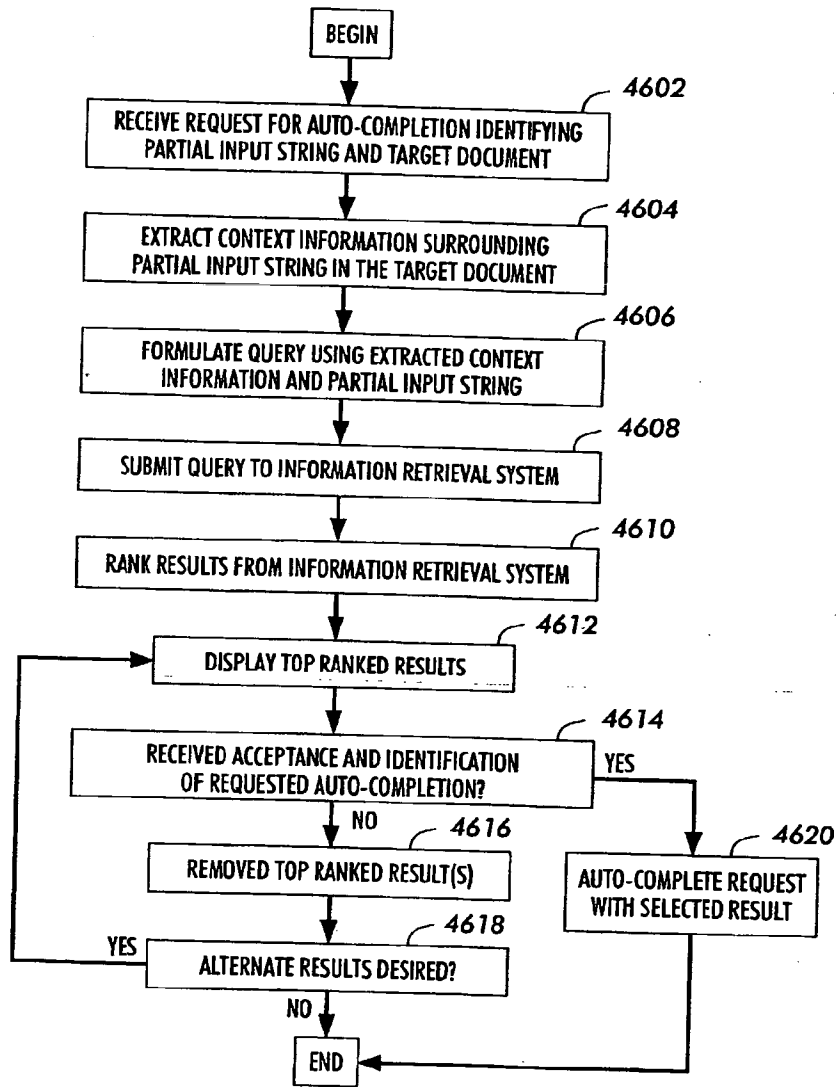 BEGIN
4602
RECEIVE REQUEST FOR AUTO-COMPLETION IDENTIFYING
PARTIAL INPUT STRING AND TARGET DOCUMENT
4604
EXTRACT CONTEXT INFORMATION SURROUNDING
PARTIAL INPUT STRING IN THE TARGET DOCUMENT
4606
FORMULATE QUERY USING EXTRACTED CONTEXT
INFORMATION AND PARTIAL INPUT STRING
4608
SUBMIT QUERY TO INFORMATION RETRIEVAL SYSTEM
4610
RANK RESULTS FROM INFORMATION RETRIEVAL SYSTEM
4612
DISPLAY TOP RANKED RESULTS
4614
RECEIVED ACCEPTANCE AND IDENTIFICATION
OF REQUESTED AUTO-COMPLETION?
YES
NO
4616
REMOVED TOP RANKED RESULT(S)
4620
AUTO-COMPLETE REQUEST
WITH SELECTED RESULT
4618
YES
ALTERNATE RESULTS DESIRED?
NO
END